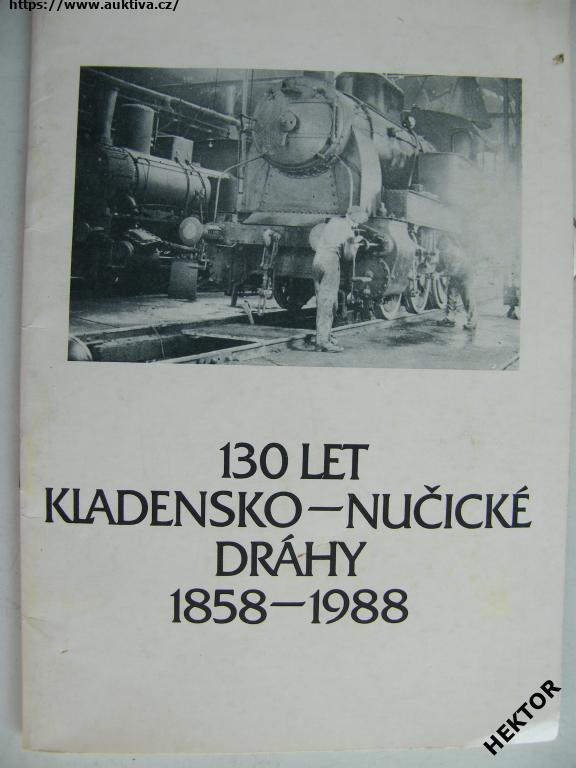 https://www.auktiva.cz/
130 LET
KLADENSKO–NUČICKÉ
DRÁHY
1858–1988
HEKTOR